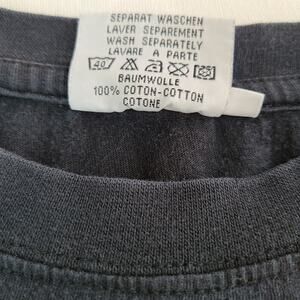 SEPARAT WASCHEN
LAVER SEPAREMENT
WASH SEPARATELY
LAVARE A PARTE
40
BAUMWOLLE
100% COTON-COTTON
COTONE